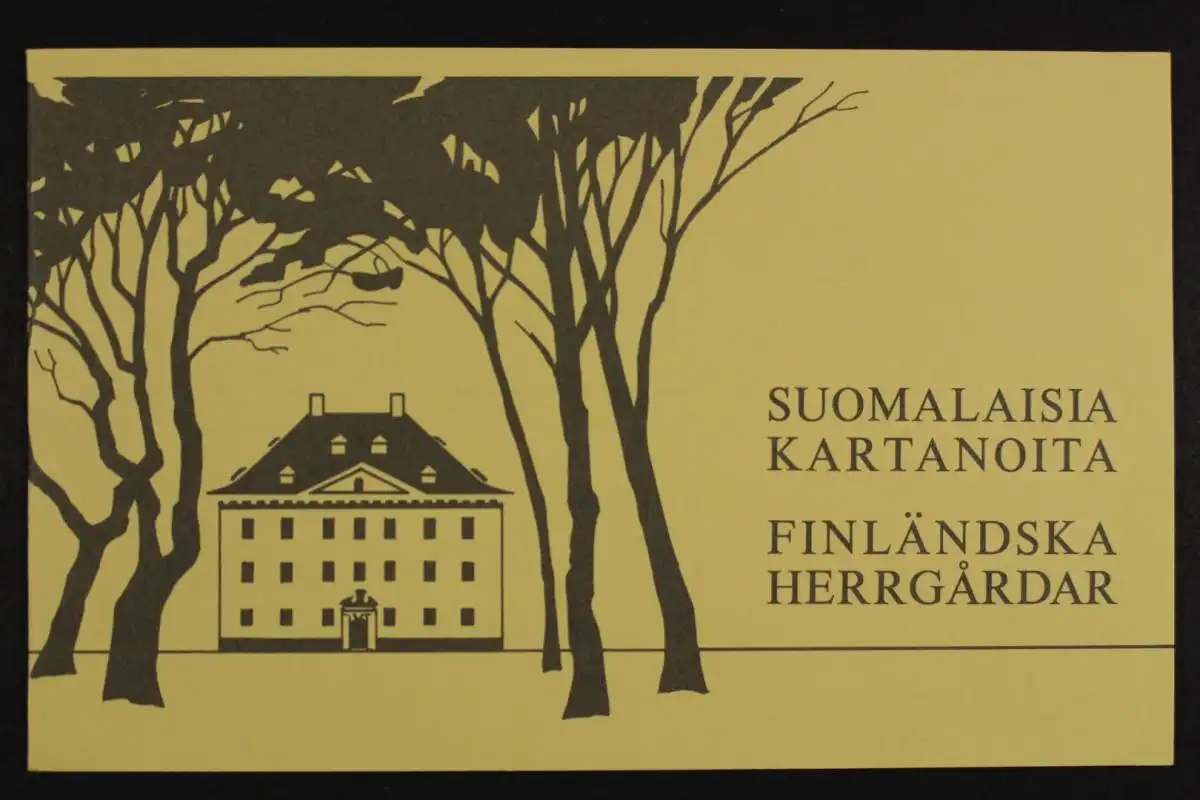 SUOMALAISIA
KARTANOITA
FINLÄNDSKA
HERRGÅRDAR